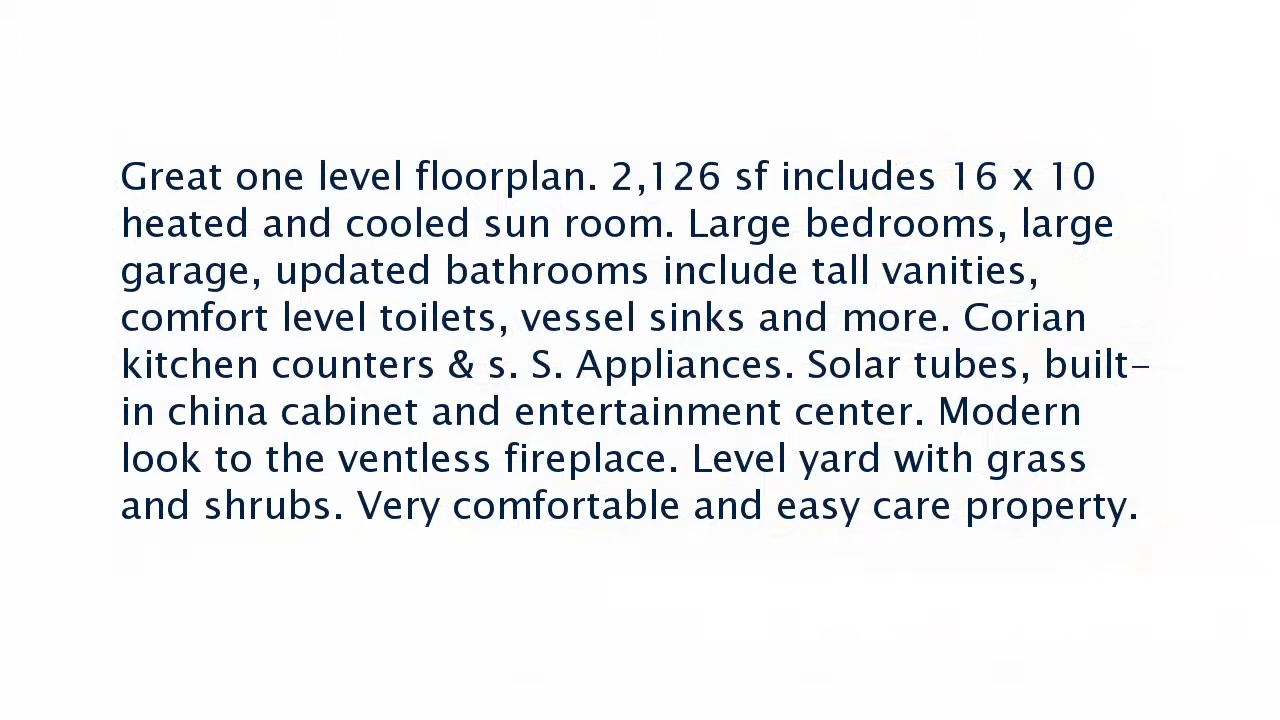 Great one level floorplan. 2,126 sf includes 16 x 10
heated and cooled sun room. Large bedrooms, large
garage, updated bathrooms include tall vanities,
comfort level toilets, vessel sinks and more. Corian
kitchen counters & s. S. Appliances. Solar tubes, built-
in china cabinet and entertainment center. Modern
look to the ventless fireplace. Level yard with grass
and shrubs. Very comfortable and easy care property.